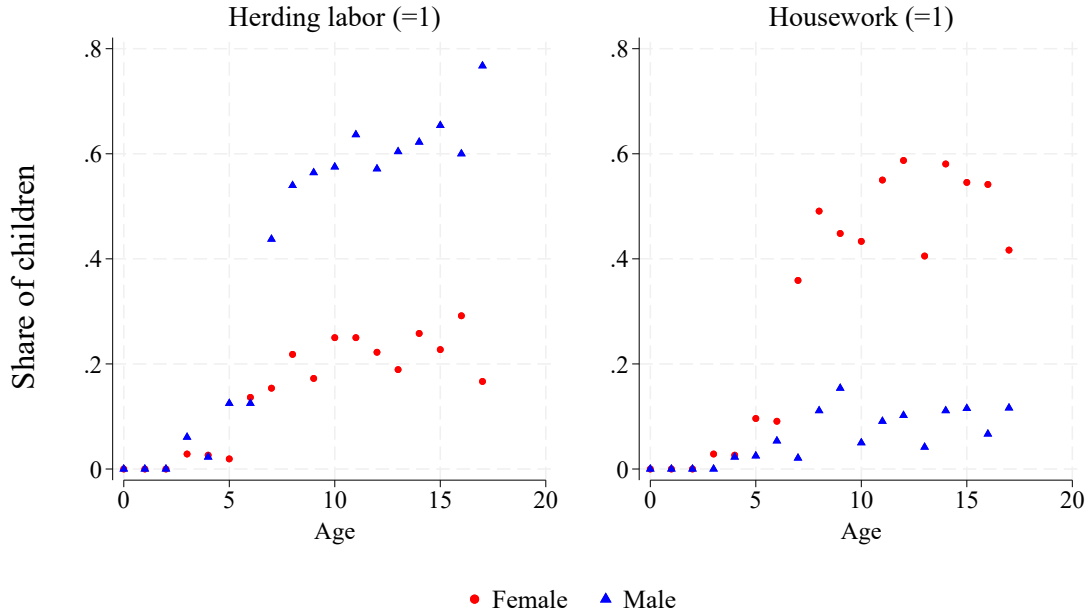 Herding labor (=1)
Housework (=1)
Share of children
.8
.6
.4
.2
0
0 5 10 15 20
Age
.8
.6
.4
.2
0
0 5 10 15 20
Age
Female Male